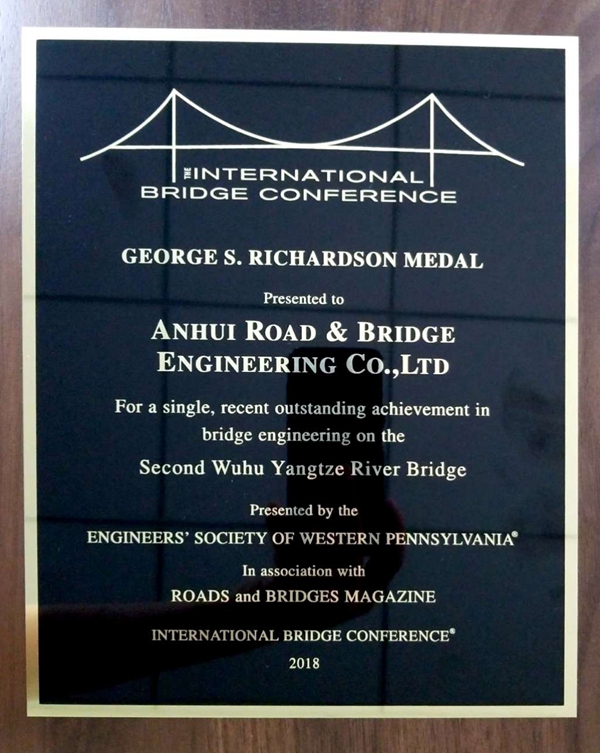 THE INTERNATIONAL
BRIDGE CONFERENCE
GEORGE S. RICHARDSON MEDAL
Presented to
ANHUI ROAD & BRIDGE
ENGINEERING CO.,LTD
For a single, recent outstanding achievement in
bridge engineering on the
Second Wuhu Yangtze River Bridge
Presented by the
ENGINEERS' SOCIETY OF WESTERN PENNSYLVANIA®
In association with
ROADS and BRIDGES MAGAZINE
INTERNATIONAL BRIDGE CONFERENCE®
2018